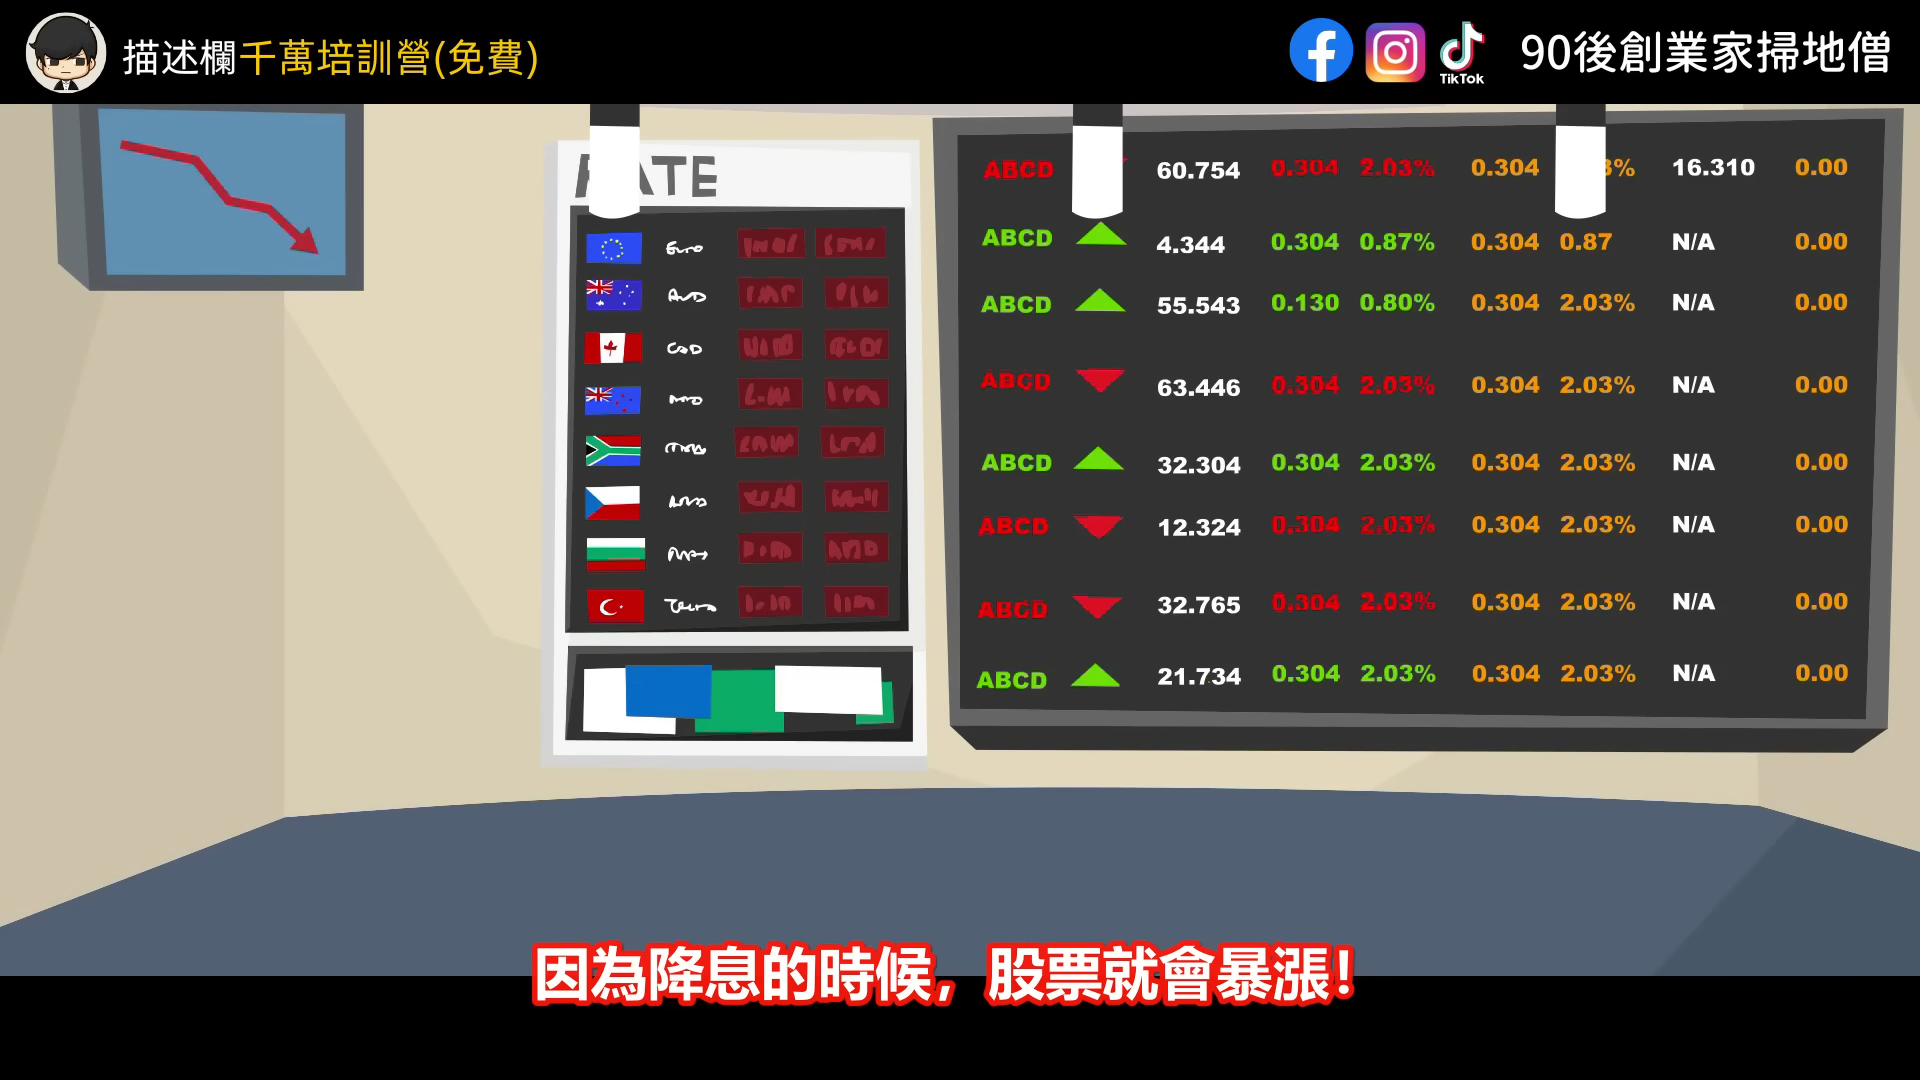 描述欄千萬培訓營(免費)
TikTok
90後創業家掃地僧
ATE
ABCD 60.754 0.304 2.03% 0.304 3% 16.310 0.00
ABCD 4.344 0.304 0.87% 0.304 0.87 N/A 0.00
ABCD 55.543 0.130 0.80% 0.304 2.03% N/A 0.00
ABCD 63.446 0.304 2.03% 0.304 2.03% N/A 0.00
ABCD 32.304 0.304 2.03% 0.304 2.03% N/A 0.00
ABCD 12.324 0.304 2.03% 0.304 2.03% N/A 0.00
ABCD 32.765 0.304 2.03% 0.304 2.03% N/A 0.00
ABCD 21.734 0.304 2.03% 0.304 2.03% N/A 0.00
因為降息的時候，股票就會暴漲！